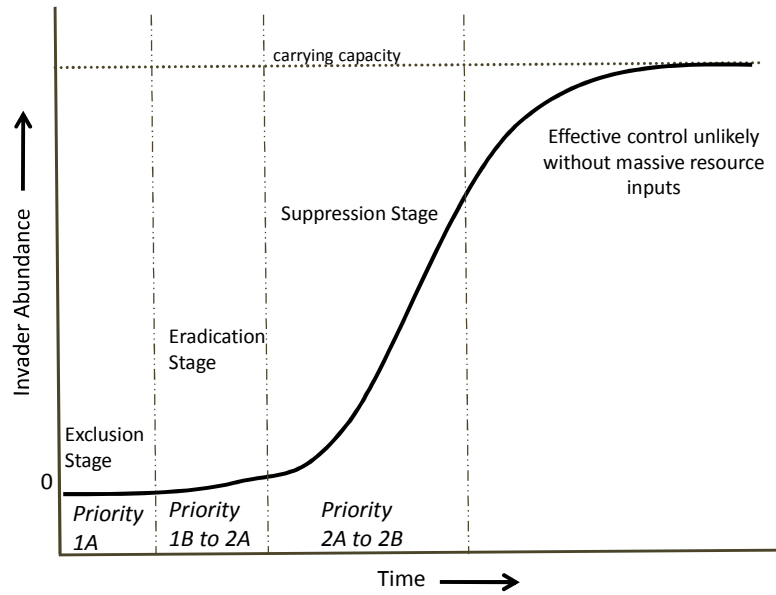 carrying capacity
Effective control unlikely
without massive resource
inputs
Suppression Stage
Eradication
Stage
Exclusion
Stage
Invader Abundance
0
Priority
1A
Priority
1B to 2A
Priority
2A to 2B
Time